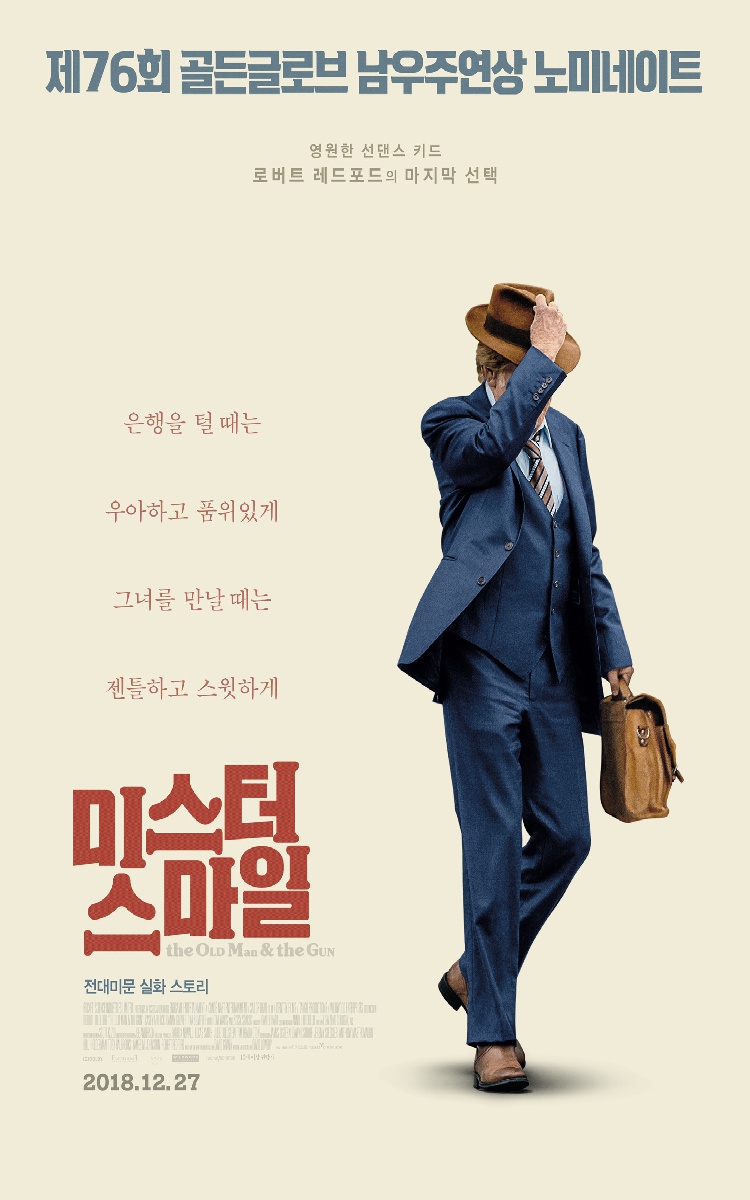 제76회 골든글로브 남우주연상 노미네이트
영원한 선댄스 키드
로버트 레드포드의 마지막 선택
은행을 털 때는
우아하고 품위있게
그녀를 만날 때는
젠틀하고 스윗하게
미스터
스마일
the OLD Man & the GUN
전대미문 실화 스토리
2018.12.27